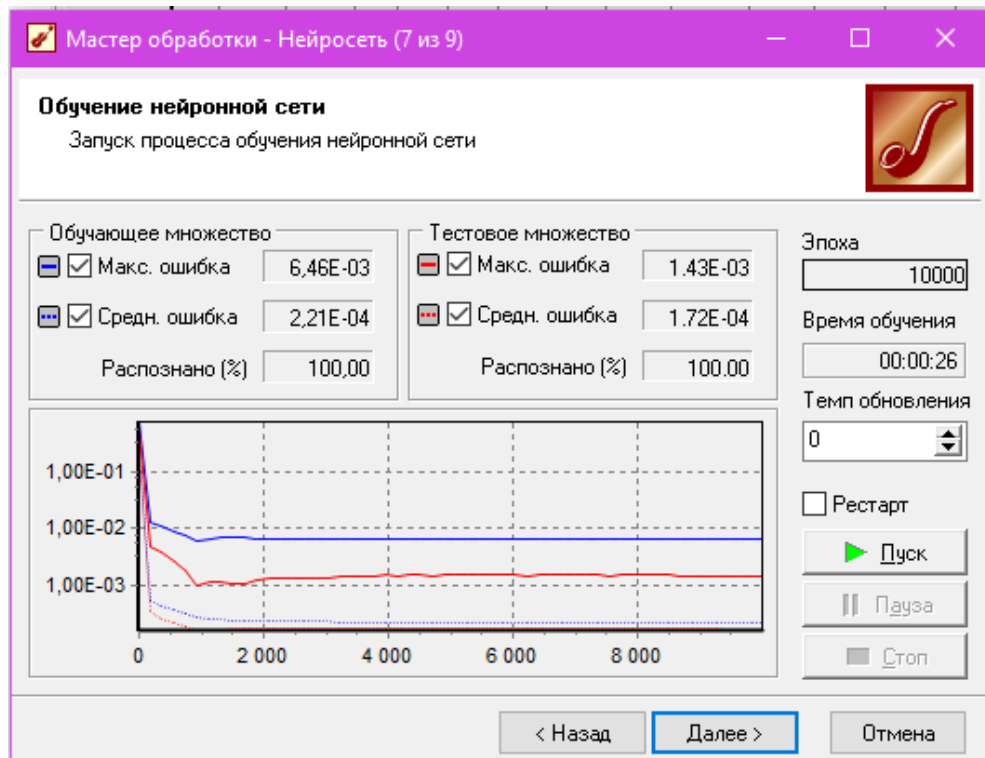 Мастер обработки - Нейросеть (7 из 9)
Обучение нейронной сети
Запуск процесса обучения нейронной сети
Обучающее множество
Макс. ошибка 6,46E-03
Средн. ошибка 2,21E-04
Распознано (%) 100,00
Тестовое множество
Макс. ошибка 1.43E-03
Средн. ошибка 1.72E-04
Распознано (%) 100.00
Эпоха
10000
Время обучения
00:00:26
Темп обновления
0
Рестарт
Пуск
Пауза
Стоп
1,00E-01
1,00E-02
1,00E-03
0 2 000 4 000 6 000 8 000
< Назад Далее > Отмена